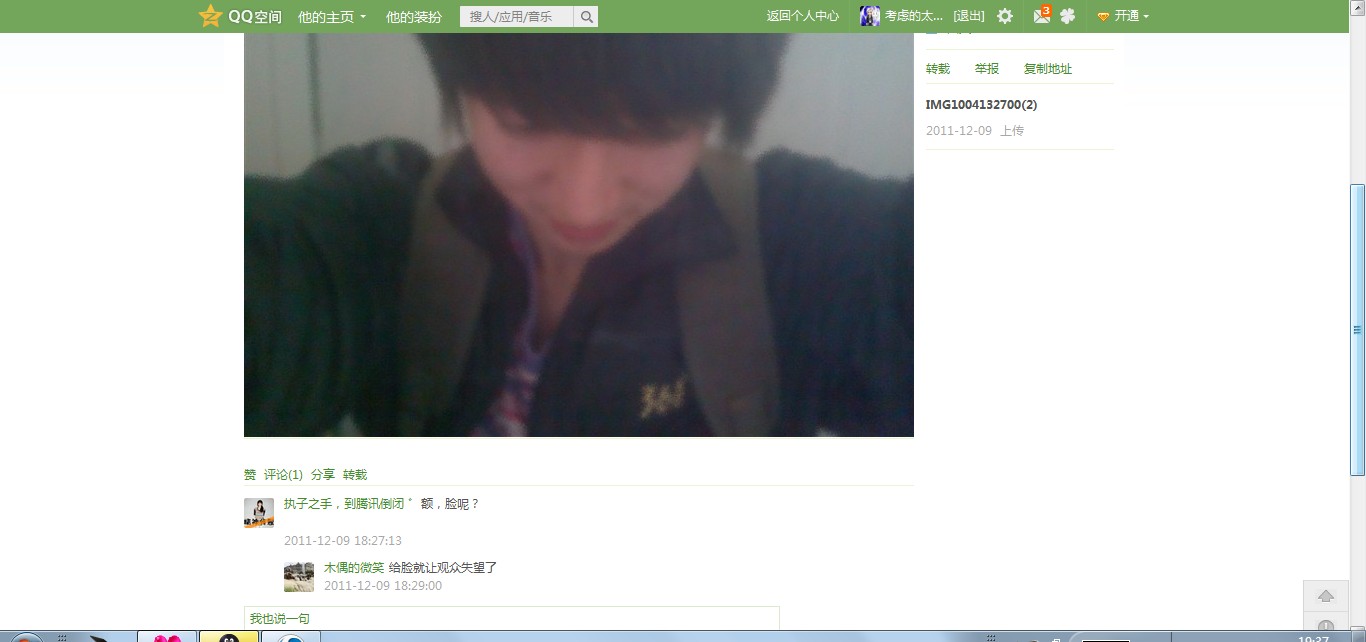 QQ空间 他的主页 他的装扮 搜人/应用/音乐 返回个人中心 考虑的太... [退出] 3 开通
转载 举报 复制地址
IMG1004132700(2)
2011-12-09 上传
赞 评论(1) 分享 转载
执子之手，到腾讯倒闭 ﾟ 额，脸呢？
2011-12-09 18:27:13
木偶的微笑 给脸就让观众失望了
2011-12-09 18:29:00
我也说一句
19:37